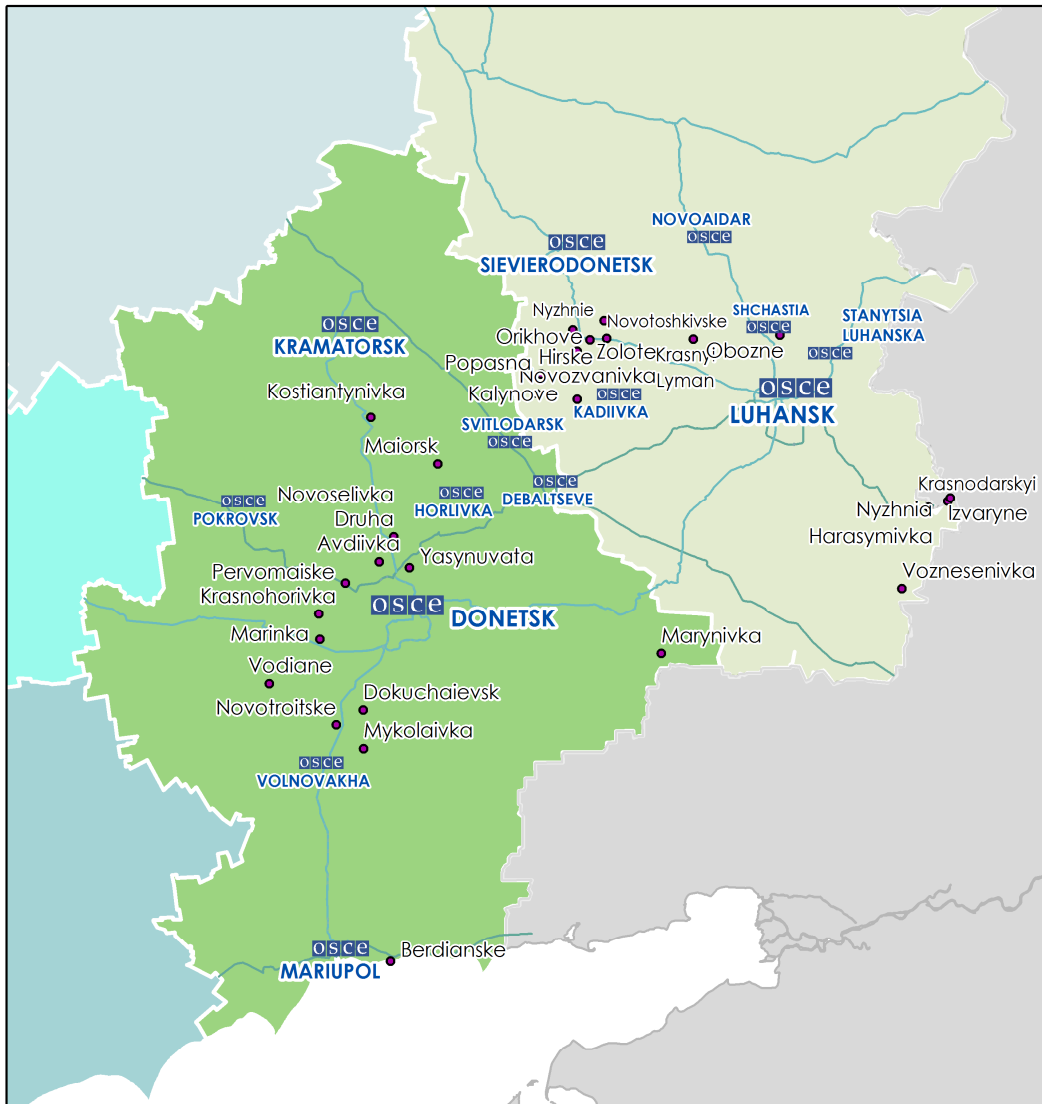 NOVOAIDAR
osce
osce
SIEVIERODONETSK
Nyzhnie
Novotoshkivske
SHCHASTIA
osce
STANYTSIA
LUHANSKA
osce
osce
KRAMATORSK
Orikhove
Hirske
Zolote
Krasnyi
Lyman
Obozne
Popasna
Novozvanivka
Kalynove
osce
KADIIVKA
osce
LUHANSK
Kostiantynivka
SVITLODARSK
osce
Maiorsk
osce
DEBALTSEVE
osce
HORLIVKA
osce
POKROVSK
Novoselivka
Druha
Krasnodarskyi
Izvaryne
Nyzhnia
Harasymivka
Avdiivka
Yasynuvata
Pervomaiske
Krasnohorivka
Voznesenivka
osce
DONETSK
Marinka
Marynivka
Vodiane
Dokuchaievsk
Novotroitske
Mykolaivka
osce
VOLNOVAKHA
osce
MARIUPOL
Berdianske